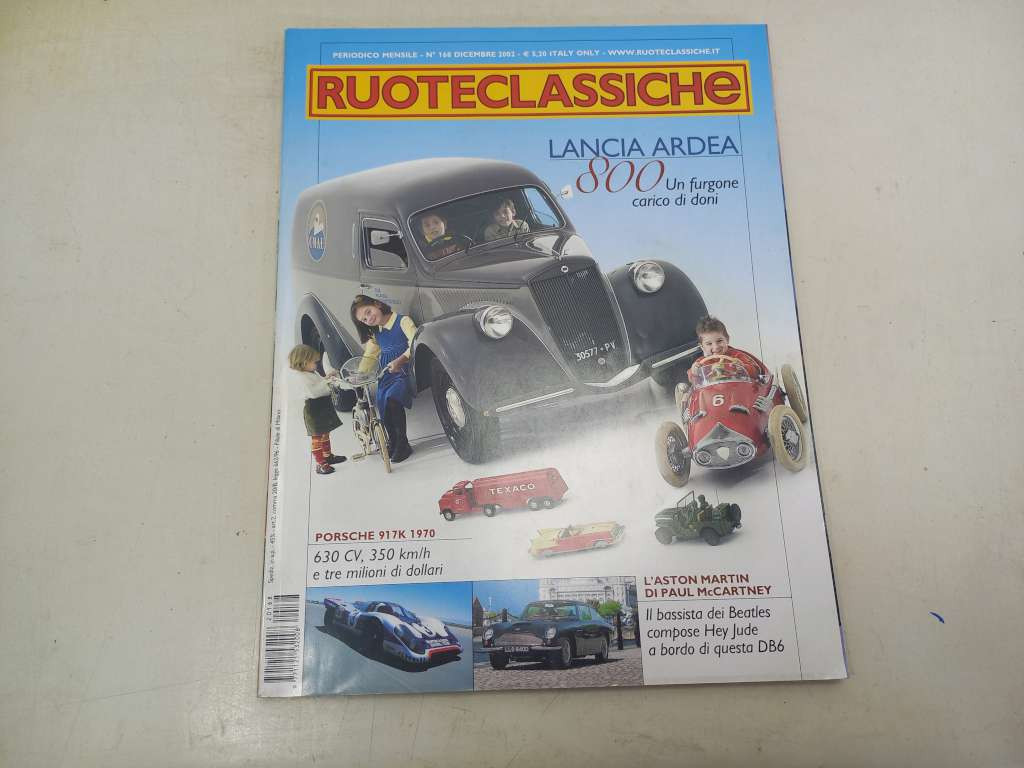 PERIODICO MENSILE - N° 168 DICEMBRE 2002 - € 5,20 ITALY ONLY - WWW.RUOTECLASSICHE.IT
RUOTECLASSICHe
LANCIA ARDEA
800 Un furgone
carico di doni
30577•PV
6
TEXACO
PORSCHE 917K 1970
630 CV, 350 km/h
e tre milioni di dollari
L'ASTON MARTIN
DI PAUL McCARTNEY
Il bassista dei Beatles
compose Hey Jude
a bordo di questa DB6
20168